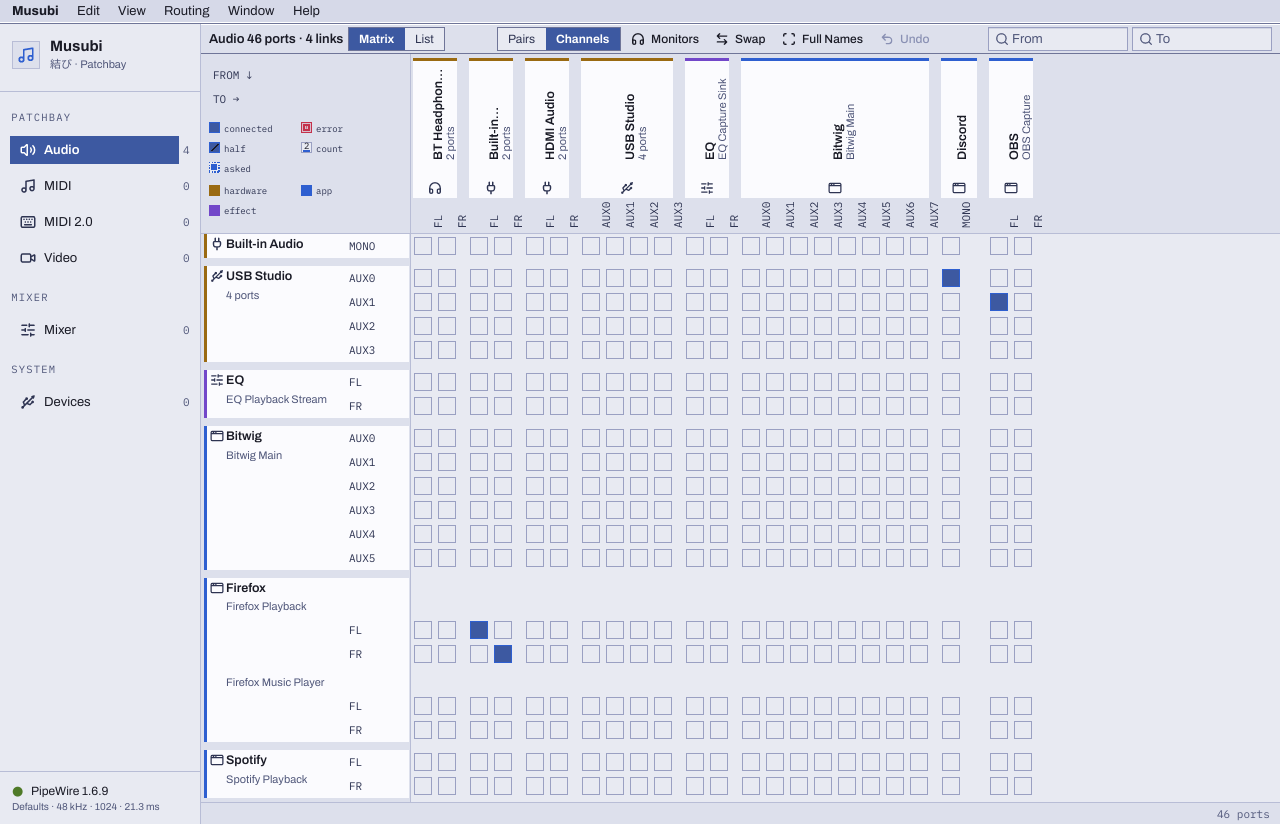 Musubi Edit View Routing Window Help
Musubi
結び · Patchbay
PATCHBAY
Audio 4
MIDI 0
MIDI 2.0 0
Video 0
MIXER
Mixer 0
SYSTEM
Devices 0
PipeWire 1.6.9
Defaults · 48 kHz · 1024 · 21.3 ms
Audio 46 ports · 4 links Matrix List Pairs Channels Monitors Swap Full Names Undo From To
FROM ↓
TO →
connected error
half 2 count
asked
hardware app
effect
BT Headphon...
2 ports
Built-in...
2 ports
HDMI Audio
2 ports
USB Studio
4 ports
EQ
EQ Capture Sink
Bitwig
Bitwig Main
Discord
OBS
OBS Capture
FL FR FL FR FL FR AUX0 AUX1 AUX2 AUX3 FL FR AUX0 AUX1 AUX2 AUX3 AUX4 AUX5 AUX6 AUX7 MONO FL FR
Built-in Audio MONO
USB Studio AUX0
4 ports
AUX1
AUX2
AUX3
EQ FL
EQ Playback Stream
FR
Bitwig AUX0
Bitwig Main
AUX1
AUX2
AUX3
AUX4
AUX5
Firefox
Firefox Playback
FL
FR
Firefox Music Player
FL
FR
Spotify FL
Spotify Playback
FR
46 ports